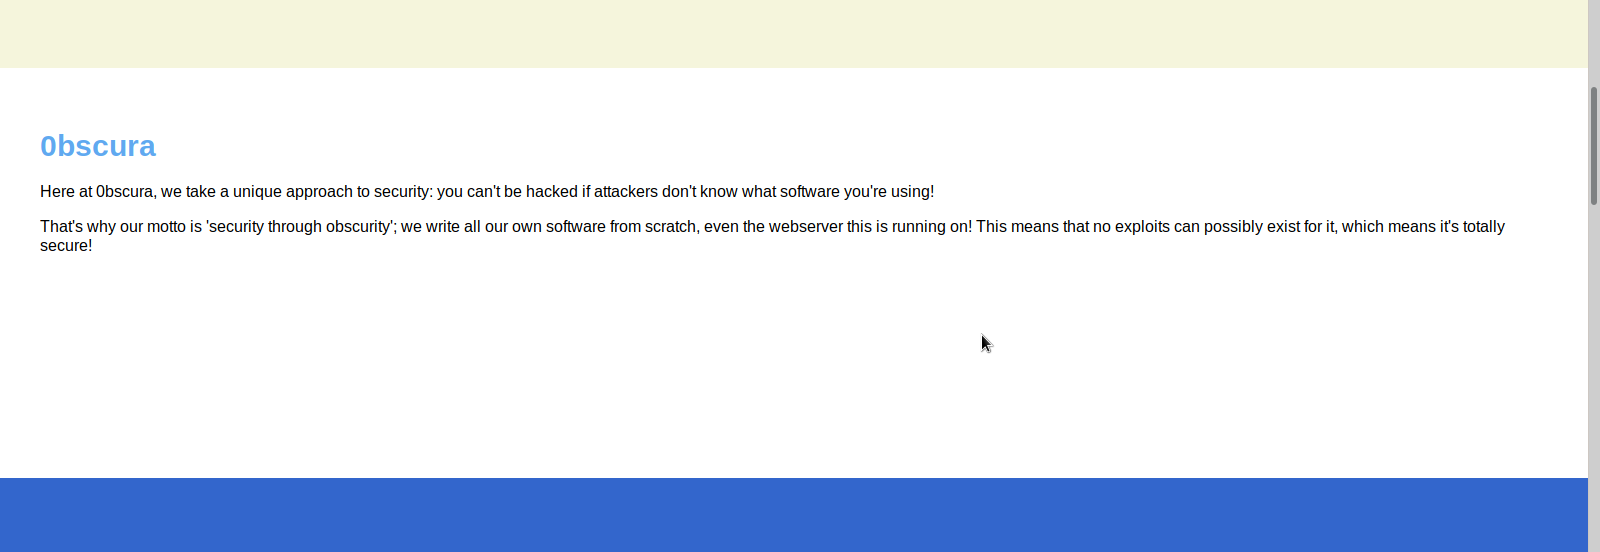 0bscura
Here at 0bscura, we take a unique approach to security: you can't be hacked if attackers don't know what software you're using!
That's why our motto is 'security through obscurity'; we write all our own software from scratch, even the webserver this is running on! This means that no exploits can possibly exist for it, which means it's totally
secure!